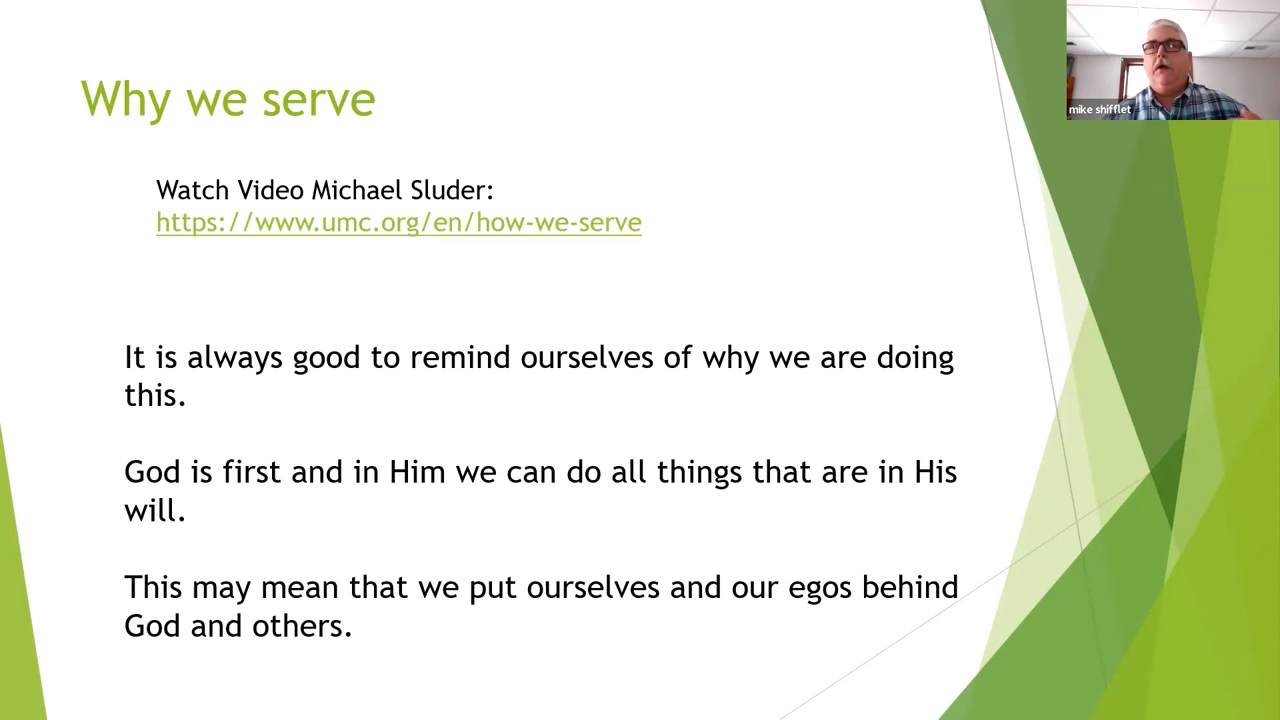 Why we serve
mike shifflet
Watch Video Michael Sluder:
https://www.umc.org/en/how-we-serve
It is always good to remind ourselves of why we are doing
this.
God is first and in Him we can do all things that are in His
will.
This may mean that we put ourselves and our egos behind
God and others.